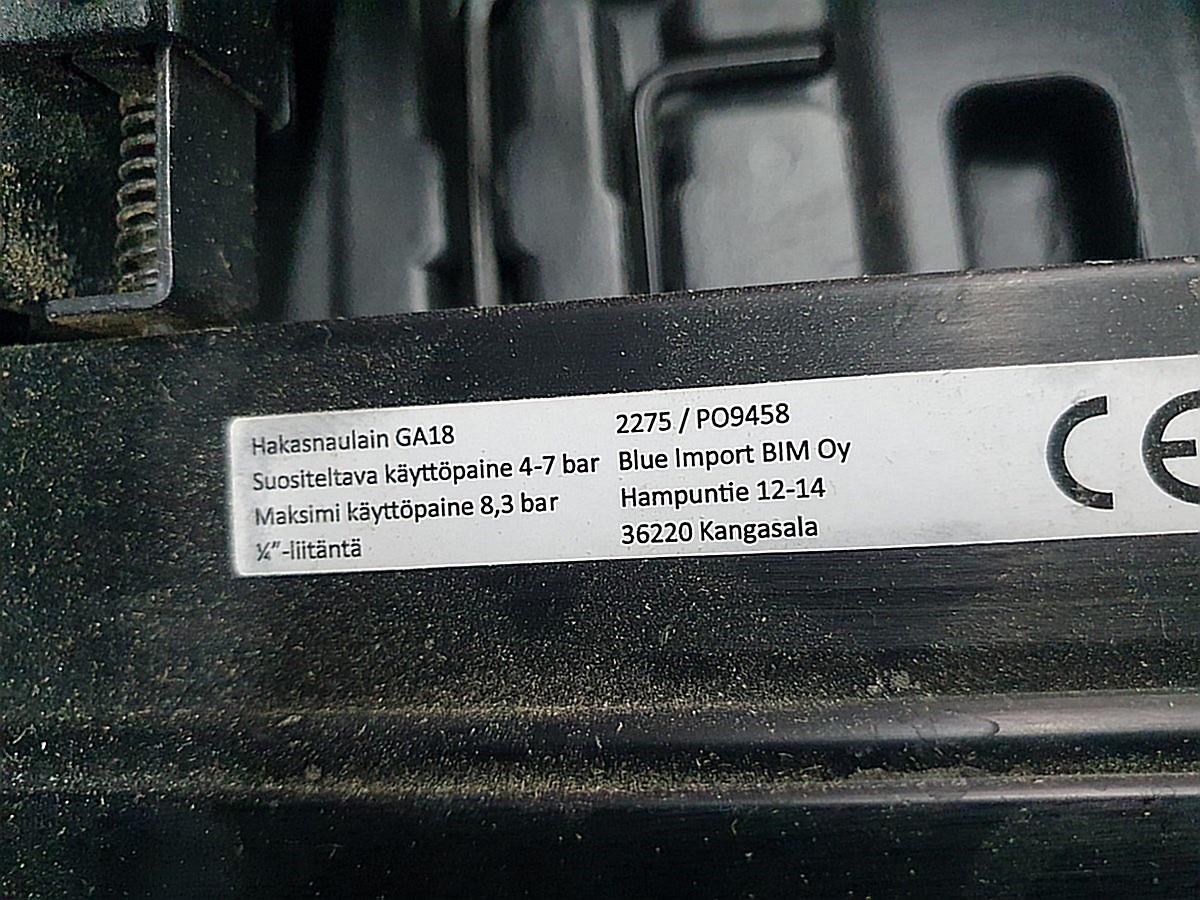 Hakasnaulain GA18
Suositeltava käyttöpaine 4-7 bar
Maksimi käyttöpaine 8,3 bar
¼"-liitäntä
2275 / PO9458
Blue Import BIM Oy
Hampuntie 12-14
36220 Kangasala
CE